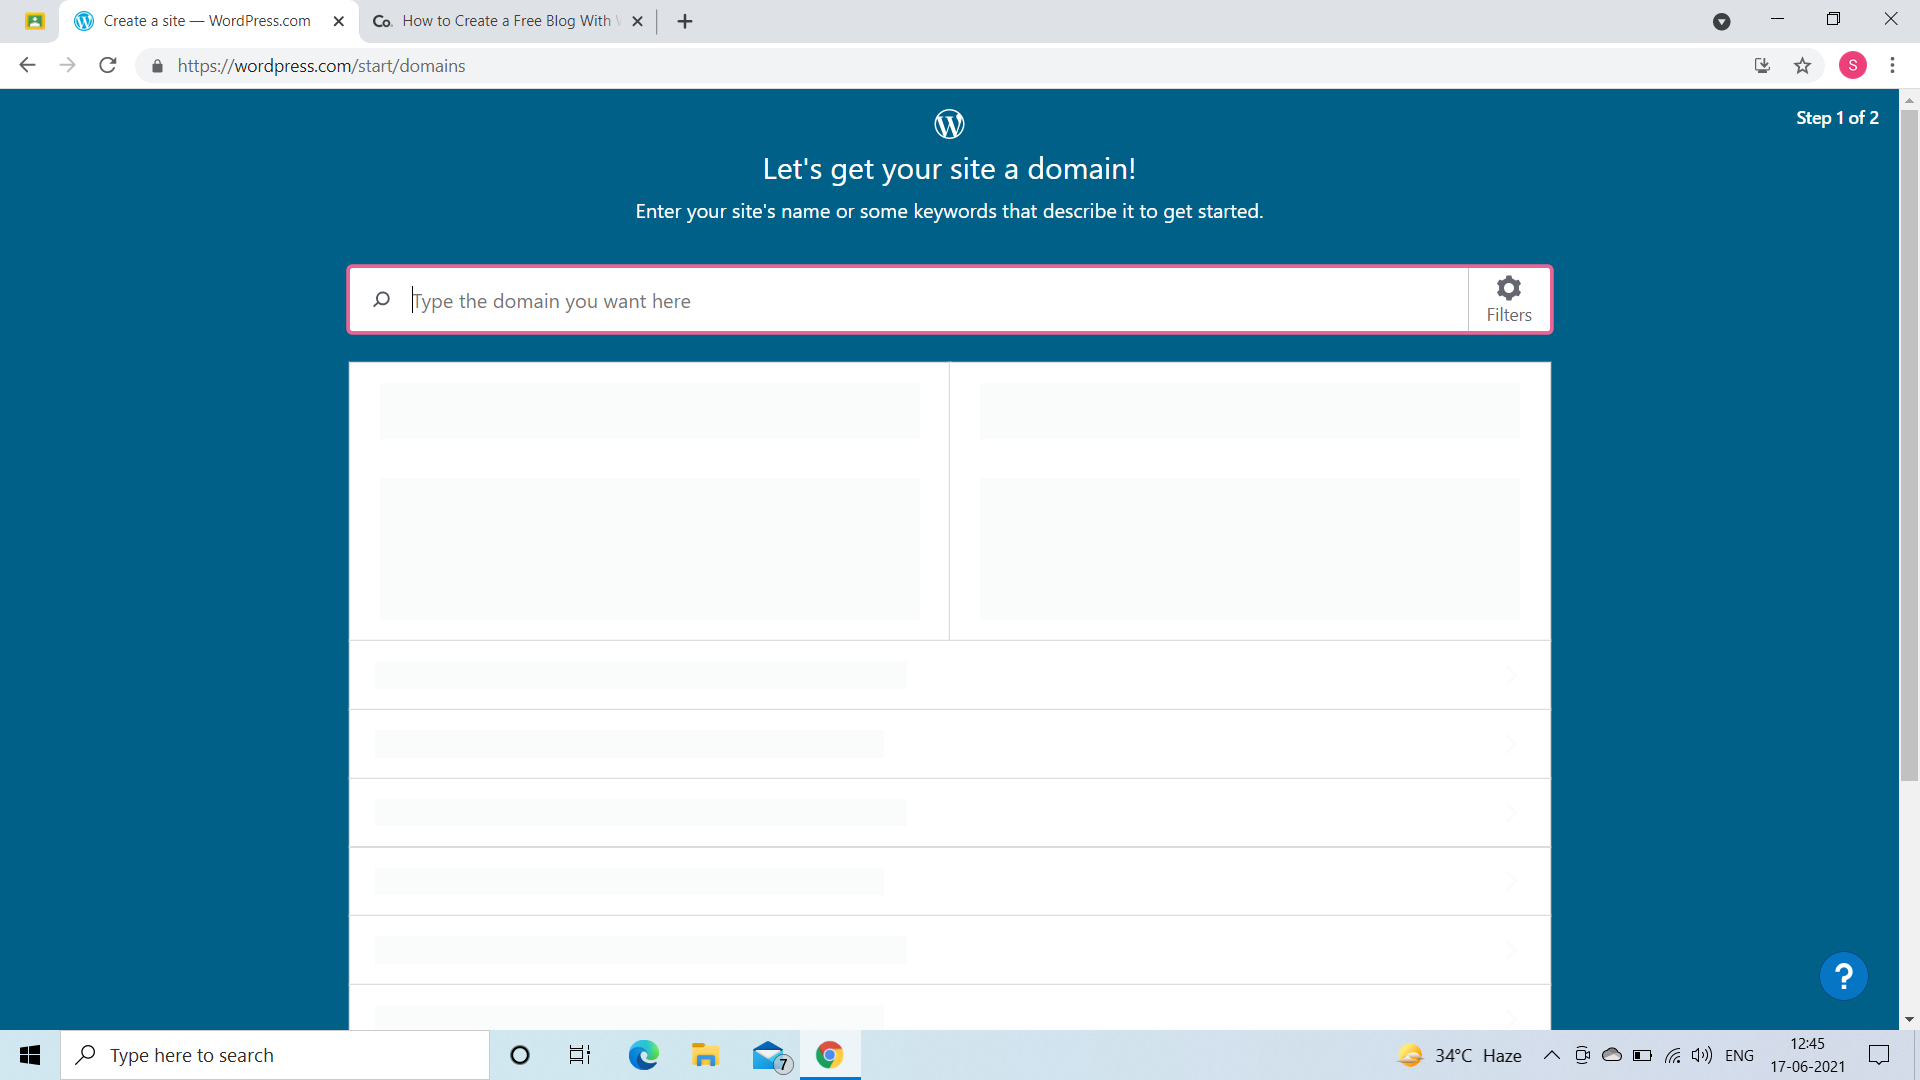 Create a site — WordPress.com
Co. How to Create a Free Blog With
https://wordpress.com/start/domains
S
Step 1 of 2
Let's get your site a domain!
Enter your site's name or some keywords that describe it to get started.
Type the domain you want here
Filters
?
Type here to search
7
34°C Haze
ENG
12:45
17-06-2021